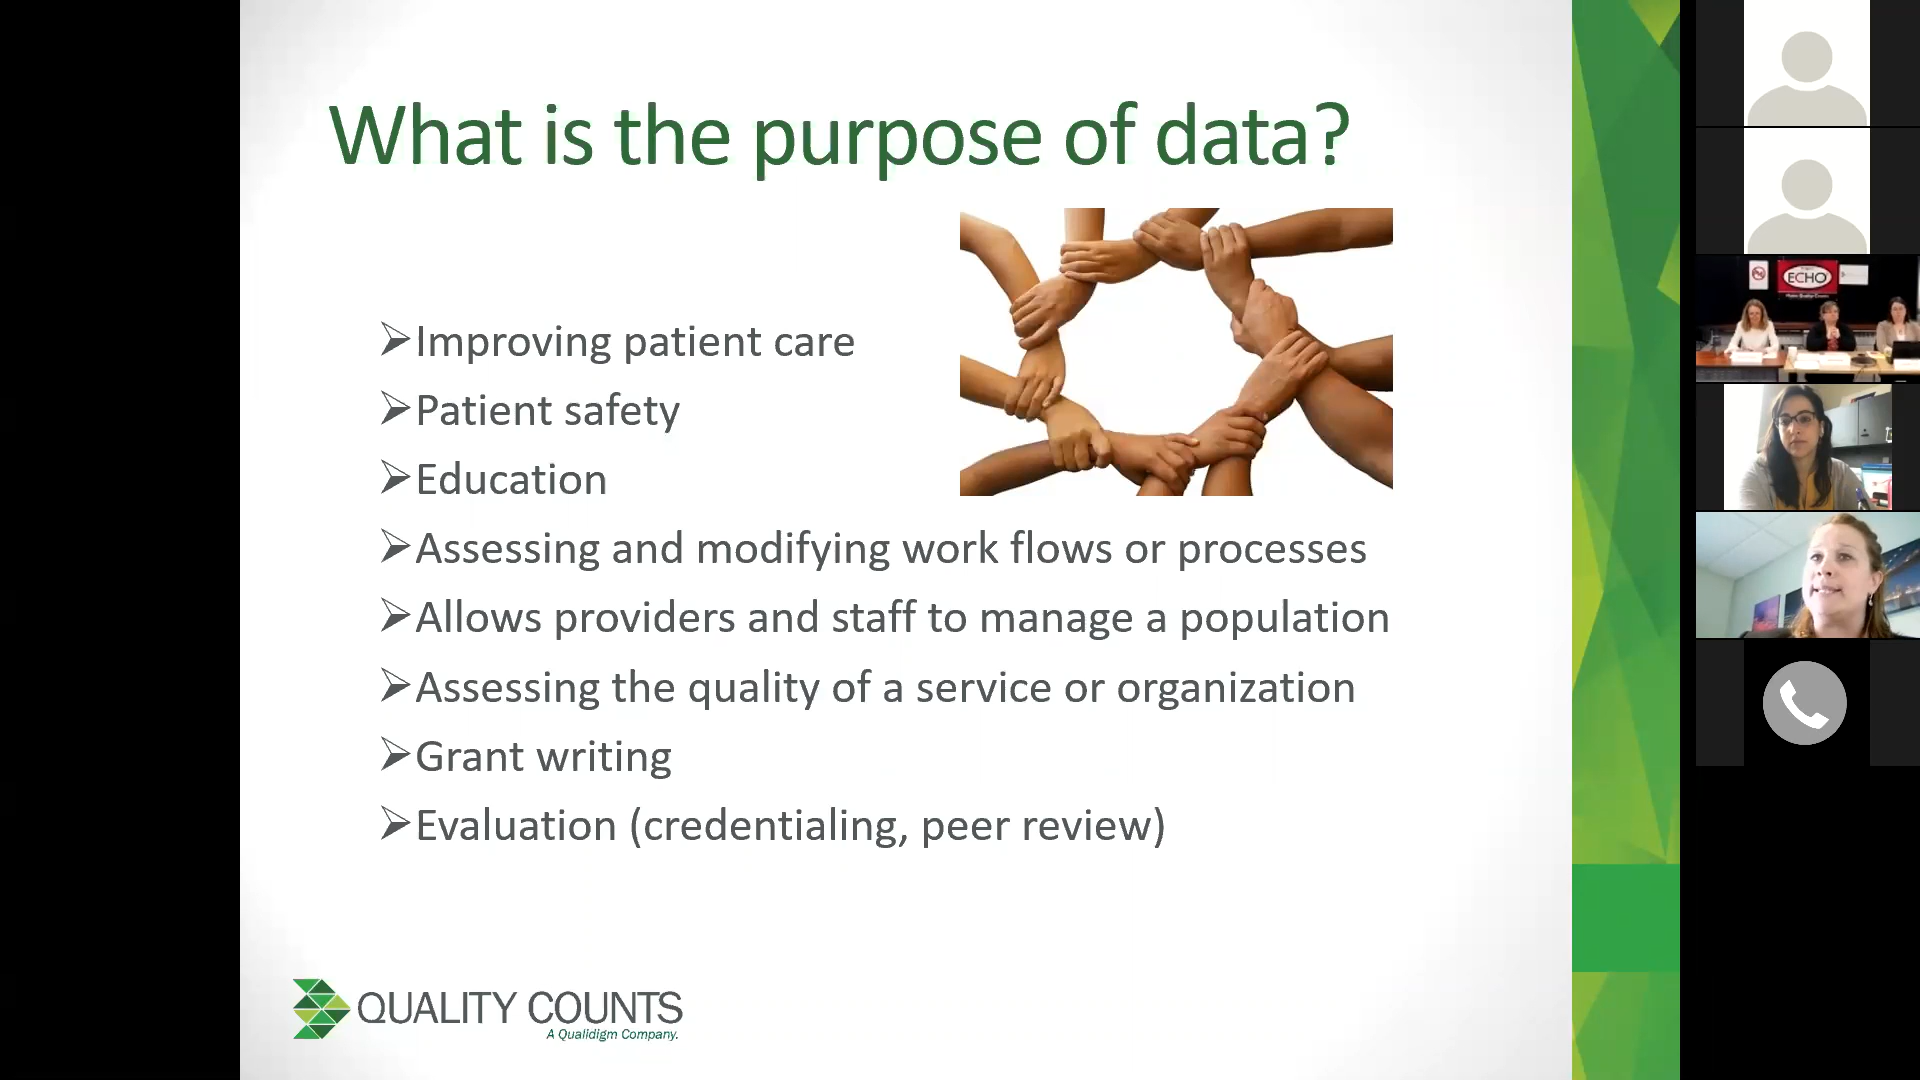 What is the purpose of data?
➢Improving patient care
➢Patient safety
➢Education
➢Assessing and modifying work flows or processes
➢Allows providers and staff to manage a population
➢Assessing the quality of a service or organization
➢Grant writing
➢Evaluation (credentialing, peer review)
QUALITY COUNTS
A Qualidigm Company.
ECHO